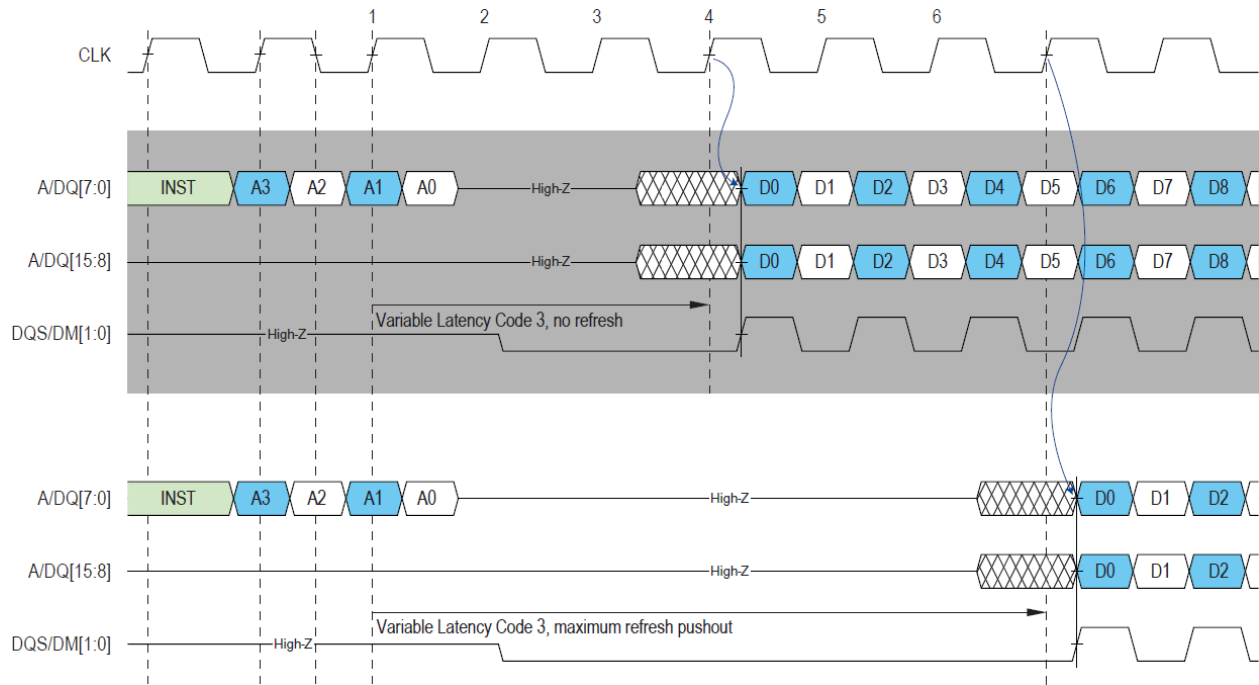 1 2 3 4 5 6
CLK
A/DQ[7:0] INST A3 A2 A1 A0 High-Z D0 D1 D2 D3 D4 D5 D6 D7 D8
A/DQ[15:8] High-Z D0 D1 D2 D3 D4 D5 D6 D7 D8
Variable Latency Code 3, no refresh
DQS/DM[1:0] High-Z
A/DQ[7:0] INST A3 A2 A1 A0 High-Z D0 D1 D2
A/DQ[15:8] High-Z D0 D1 D2
Variable Latency Code 3, maximum refresh pushout
DQS/DM[1:0] High-Z